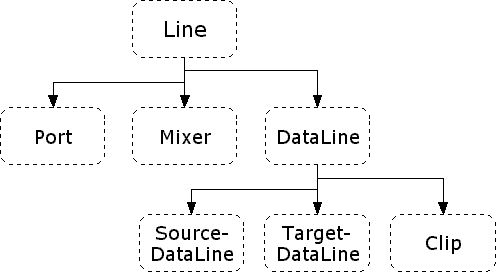 Line
Port
Mixer
DataLine
Source-
DataLine
Target-
DataLine
Clip